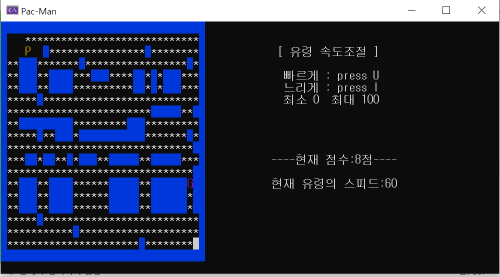 Pac-Man
[ 유령 속도조절 ]
빠르게 : press U
느리게 : press I
최소 0 최대 100
P
----현재 점수:8점----
현재 유령의 스피드:60
G